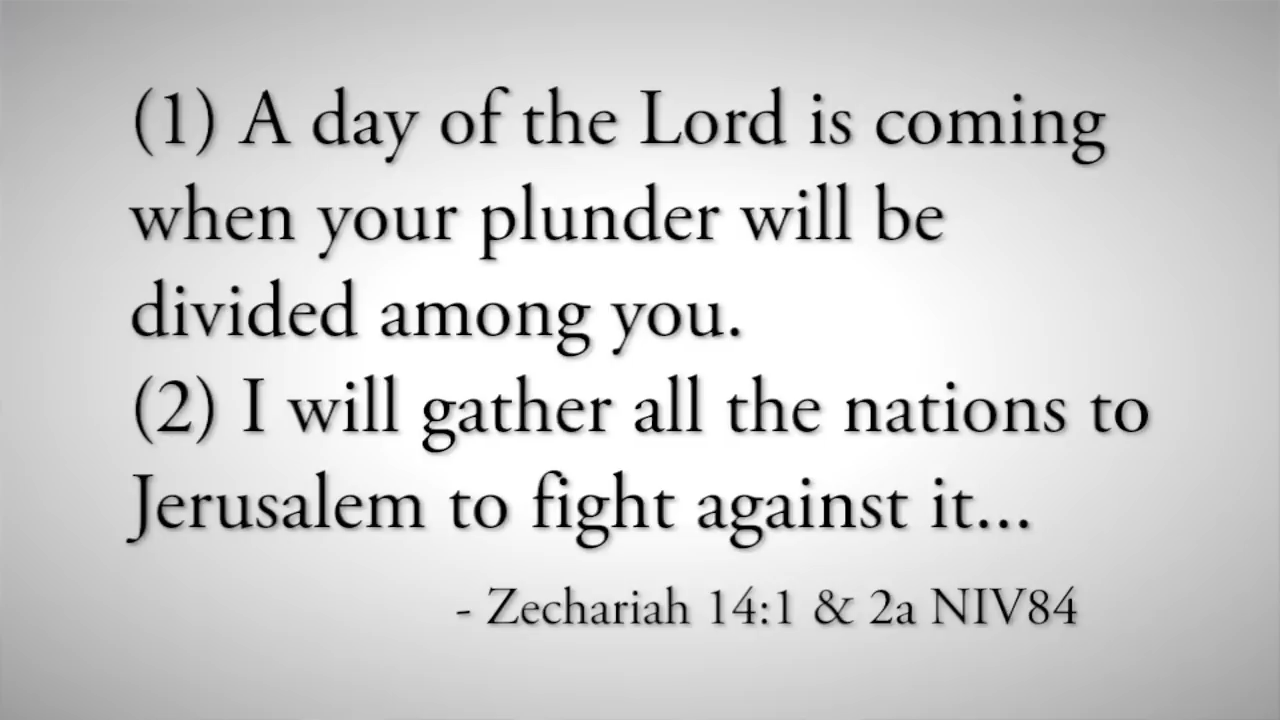 (1) A day of the Lord is coming
when your plunder will be
divided among you.
(2) I will gather all the nations to
Jerusalem to fight against it...
- Zechariah 14:1 & 2a NIV84